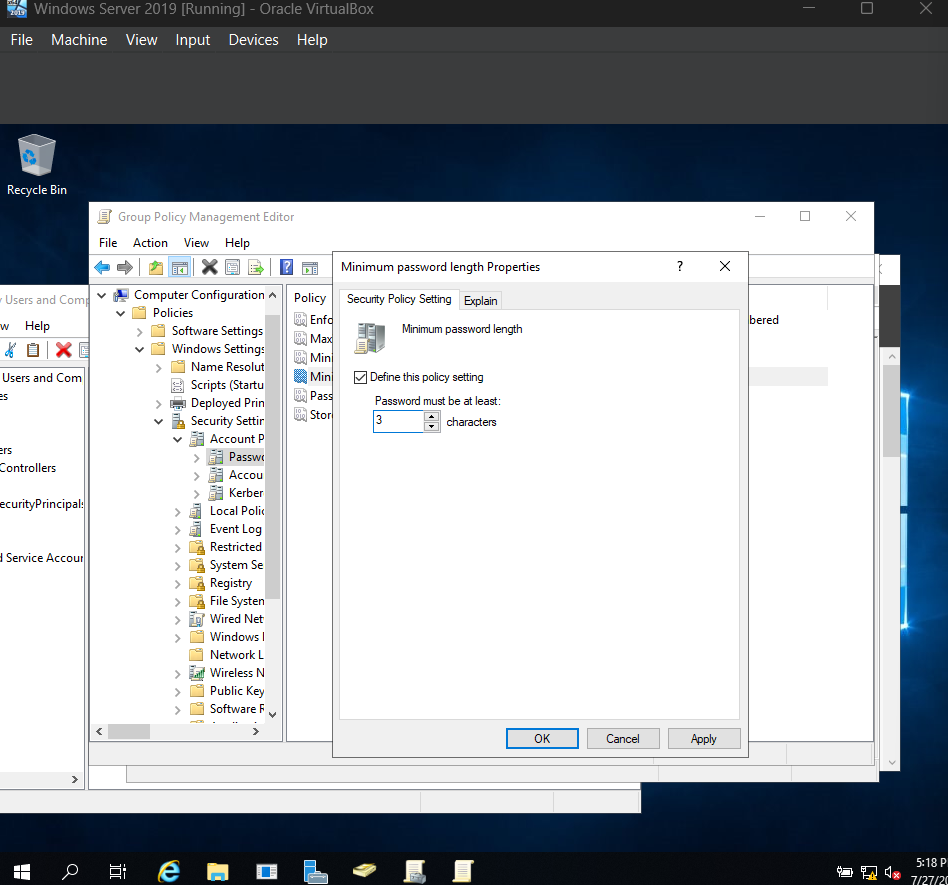 Windows Server 2019 [Running] - Oracle VirtualBox
File Machine View Input Devices Help
Recycle Bin
Group Policy Management Editor
File Action View Help
Minimum password length Properties
?
Security Policy Setting Explain
Minimum password length
Define this policy setting
Password must be at least:
3 characters
OK Cancel Apply
Computer Configuration
Policies
Software Settings
Windows Settings
Name Resolut
Scripts (Startu
Deployed Prin
Security Settin
Account P
Passwo
Accou
Kerber
Local Polic
Event Log
Restricted
System Se
Registry
File System
Wired Net
Windows
Network L
Wireless N
Public Key
Software R
Policy
Enfo
Max
Mini
Mini
Pass
Stor
bered
y Users and Comp
w Help
Users and Com
es
ers
Controllers
ecurityPrincipals
d Service Accour
5:18 P
7/27/20